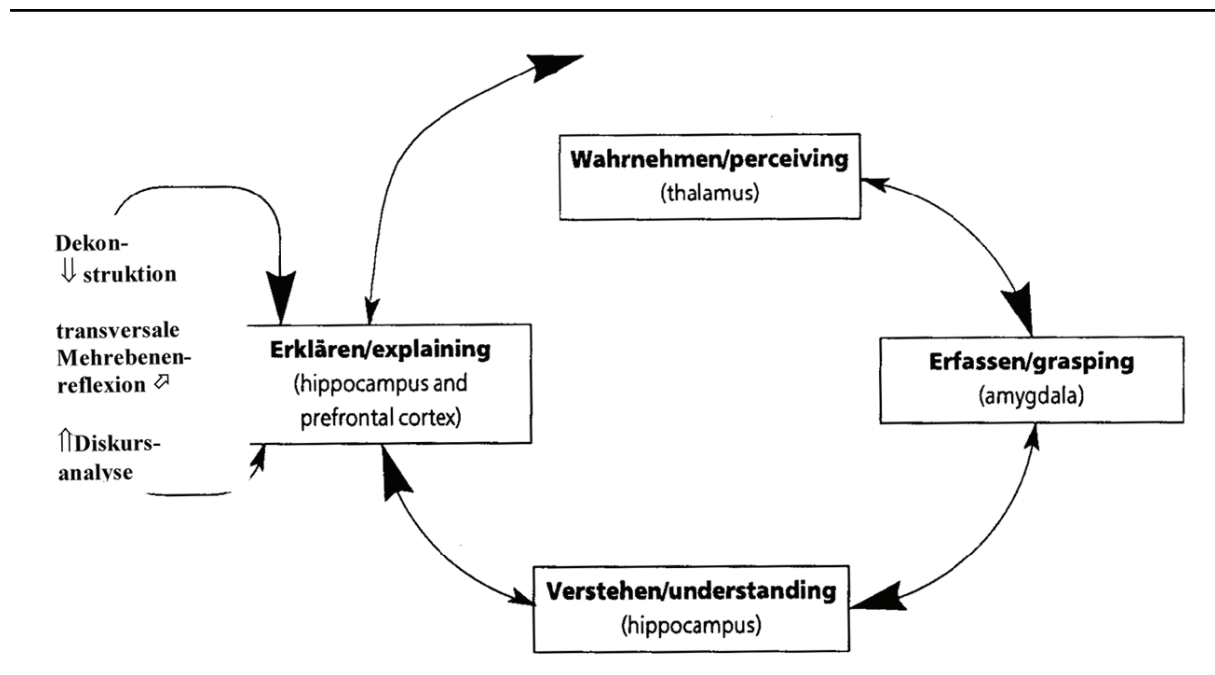 Wahrnehmen/perceiving
(thalamus)
Dekon-
⇓ struktion
transversale
Mehrebenen-
reflexion ⬀
⇑Diskurs-
analyse
Erklären/explaining
(hippocampus and
prefrontal cortex)
Erfassen/grasping
(amygdala)
Verstehen/understanding
(hippocampus)